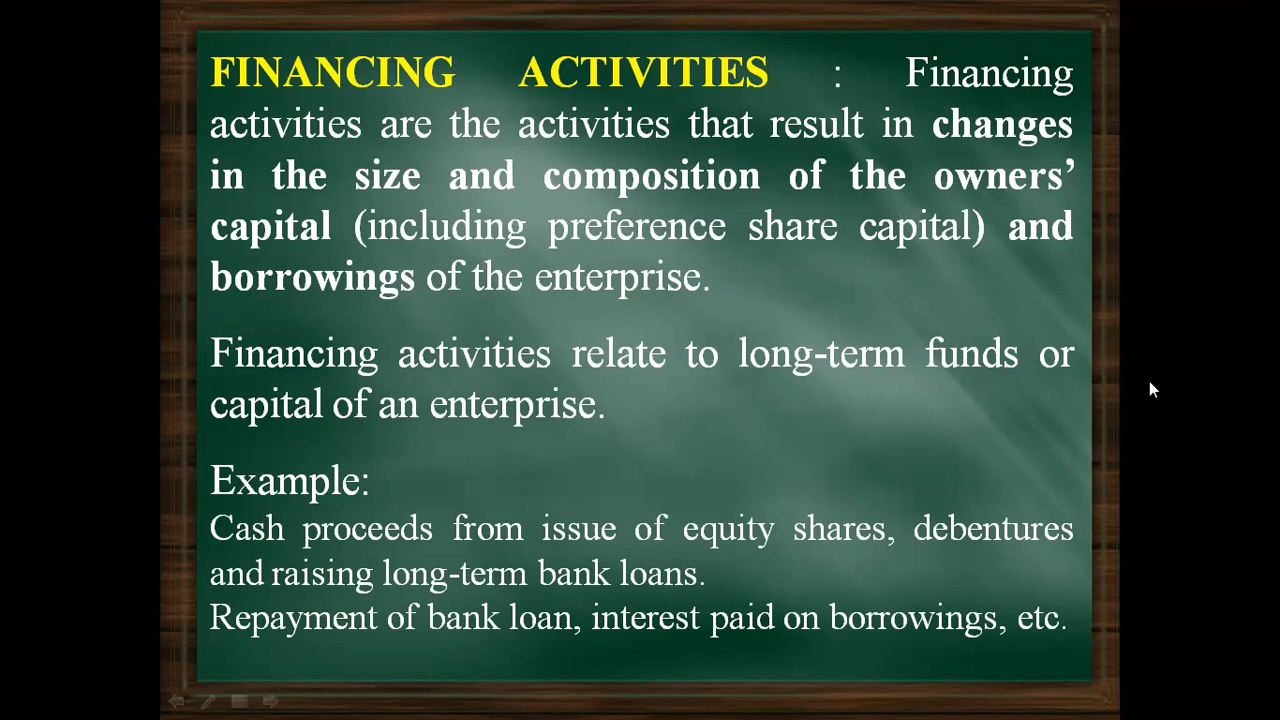 FINANCING ACTIVITIES : Financing
activities are the activities that result in changes
in the size and composition of the owners’
capital (including preference share capital) and
borrowings of the enterprise.
Financing activities relate to long-term funds or
capital of an enterprise.
Example:
Cash proceeds from issue of equity shares, debentures
and raising long-term bank loans.
Repayment of bank loan, interest paid on borrowings, etc.